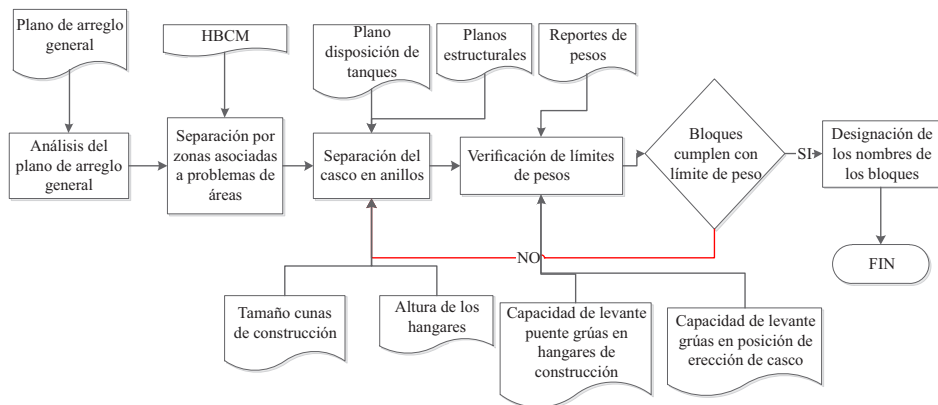 Plano de arreglo
general
HBCM
Plano
disposición de
tanques
Planos
estructurales
Reportes de
pesos
Análisis del
plano de arreglo
general
Separación por
zonas asociadas
a problemas de
áreas
Separación del
casco en anillos
Verificación de límites
de pesos
Bloques
cumplen con
límite de peso
SI
Designación de
los nombres de
los bloques
NO
FIN
Tamaño cunas
de construcción
Altura de los
hangares
Capacidad de levante
puente grúas en
hangares de
construcción
Capacidad de levante
grúas en posición de
erección de casco